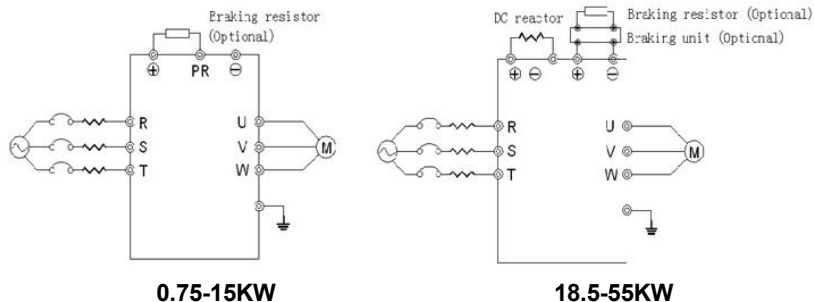 Braking resistor
(Optional)
⊕ PR ⊖
R
S
T
U
V
W
M
0.75-15KW
DC reactor
Braking resistor (Optional)
Braking unit (Optional)
⊕ ⊖ ⊕ ⊖
R
S
T
U
V
W
M
18.5-55KW